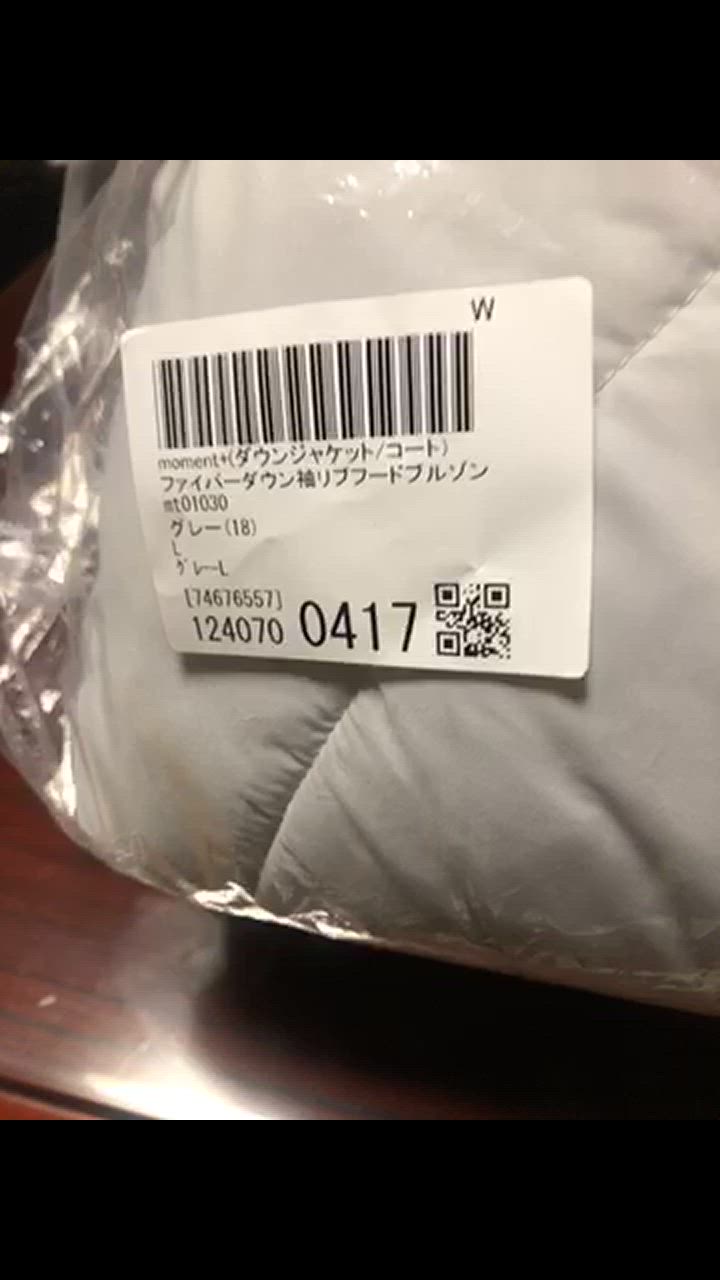 W
moment+(ダウンジャケット/コート)
ファイバーダウン袖リブフードブルゾン
mt01030
グレー(18)
L
グレーL
[74676557]
124070 0417